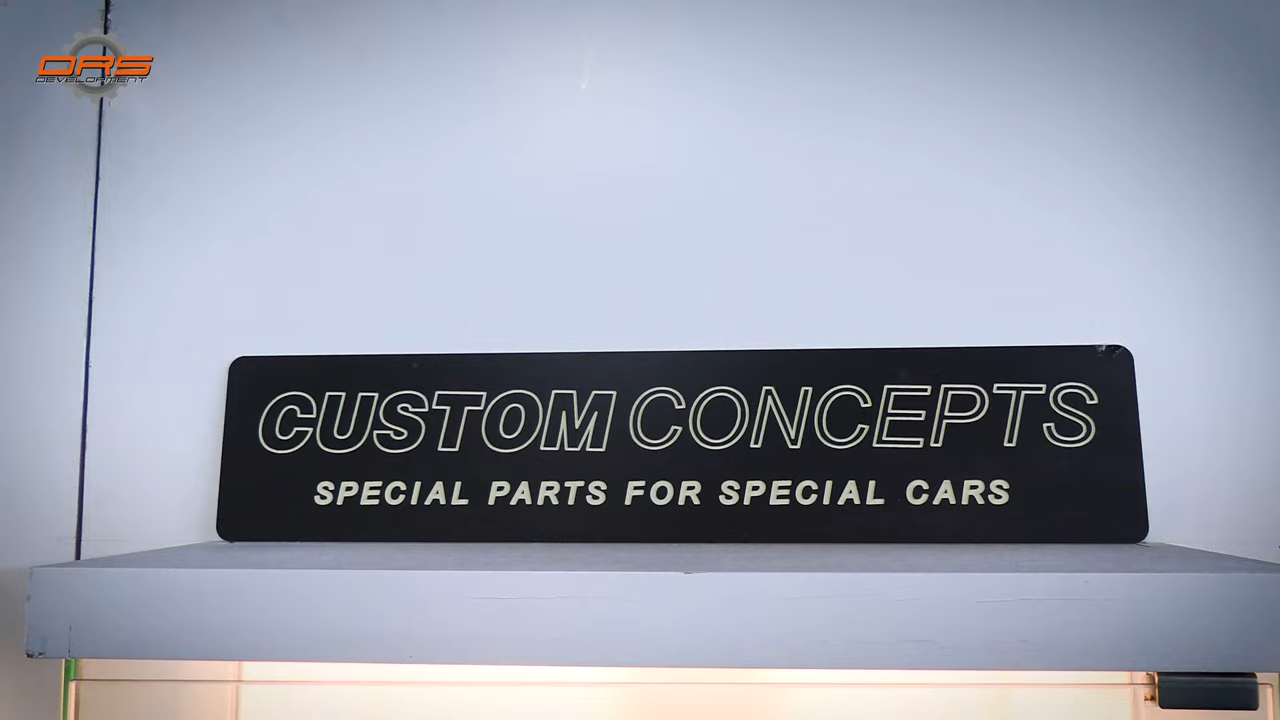 DRS
DEVELOPMENT
CUSTOM CONCEPTS
SPECIAL PARTS FOR SPECIAL CARS